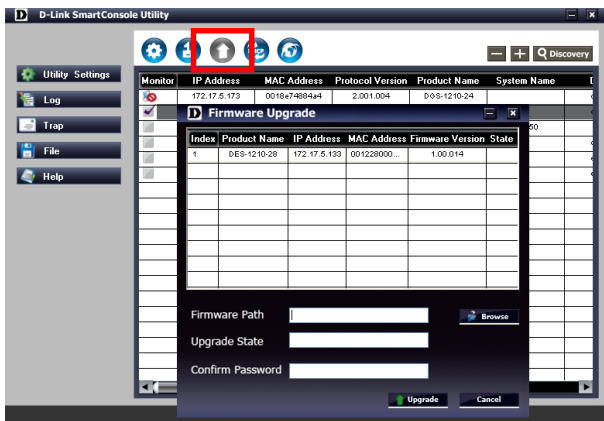 D D-Link SmartConsole Utility
Discovery
Utility Settings
Log
Trap
File
Help
Monitor IP Address MAC Address Protocol Version Product Name System Name
172.17.5.173 0018e74884a4 2.001.004 DGS-1210-24
D Firmware Upgrade
50
Index Product Name IP Address MAC Address Firmware Version State
1 DES-1210-28 172.17.5.133 001228000... 1.00.014
Firmware Path
Browse
Upgrade State
Confirm Password
Upgrade Cancel